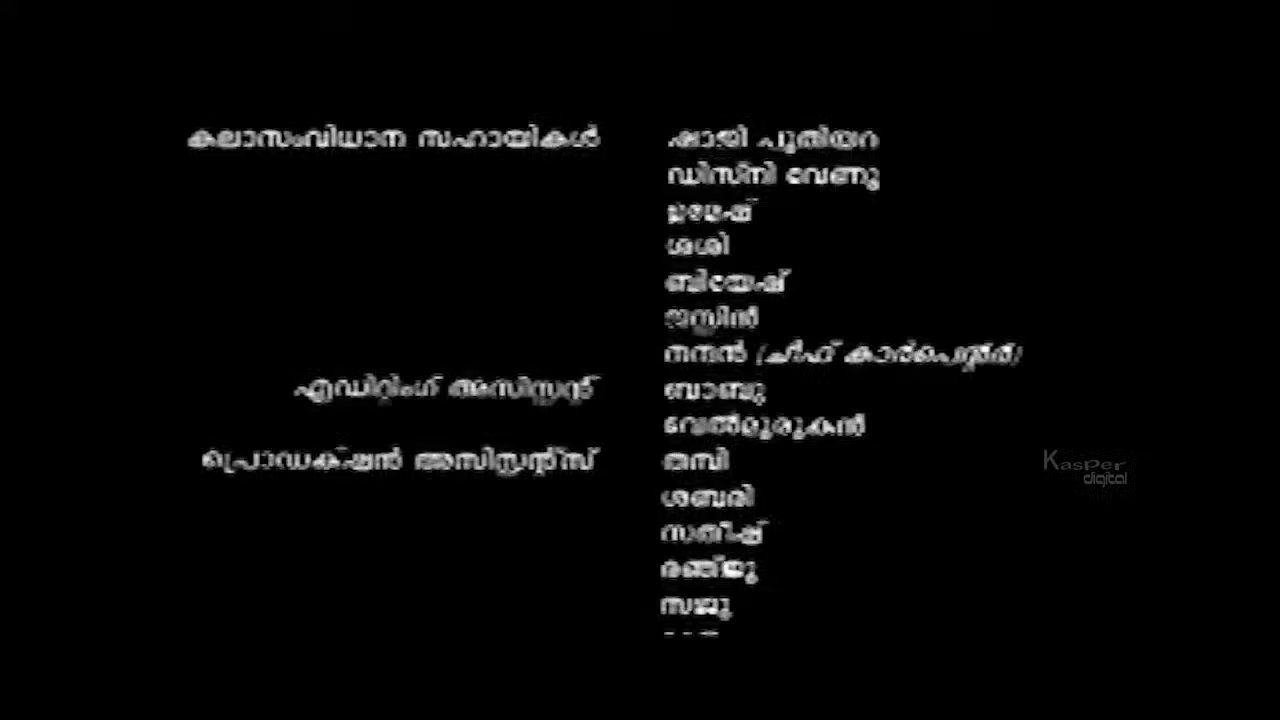 കലാസംവിധാന സഹായികൾ ഷാജി പുതിയറ
ഡിസ്നി വേണു
ഉമേഷ്
ശശി
ബിയേഷ്
ജസ്റ്റിൻ
നന്ദൻ (ചീഫ് കാർപെന്റർ)
എഡിറ്റിംഗ് അസിസ്റ്റന്റ് ബാബു
വേൽമുരുകൻ
പ്രൊഡക്ഷൻ അസിസ്റ്റന്റ്സ് തമ്പി
ശബരി
സതീഷ്
രഞ്ജു
സജു
KasPer
digital